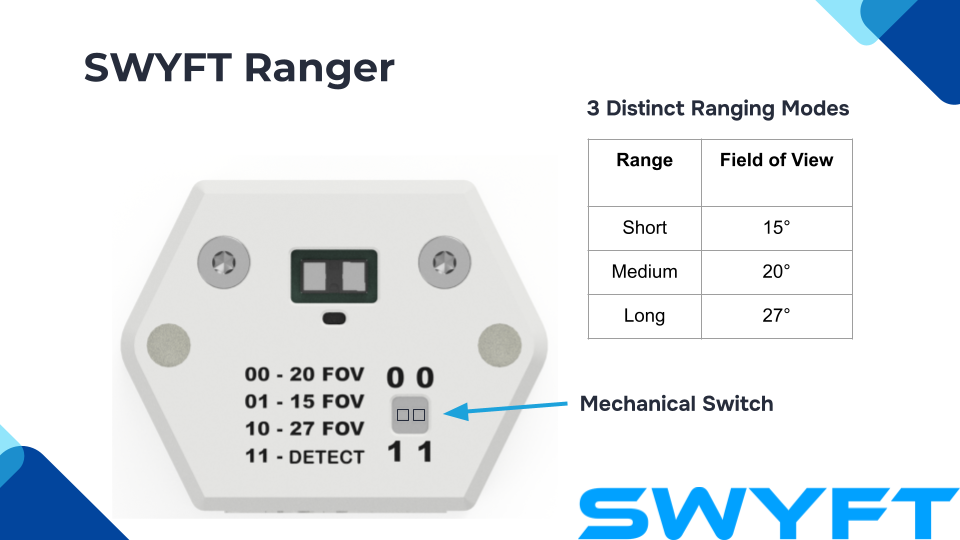 SWYFT Ranger
3 Distinct Ranging Modes
Range Field of View
Short 15°
Medium 20°
Long 27°
00 - 20 FOV
01 - 15 FOV
10 - 27 FOV
11 - DETECT
0 0
1 1
Mechanical Switch
SWYFT